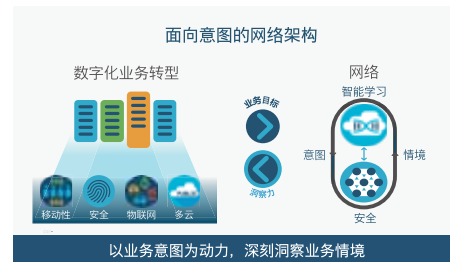 面向意图的网络架构
数字化业务转型
网络
智能学习
业务目标
意图
情境
洞察力
移动性
安全
物联网
多云
安全
以业务意图为动力，深刻洞察业务情境